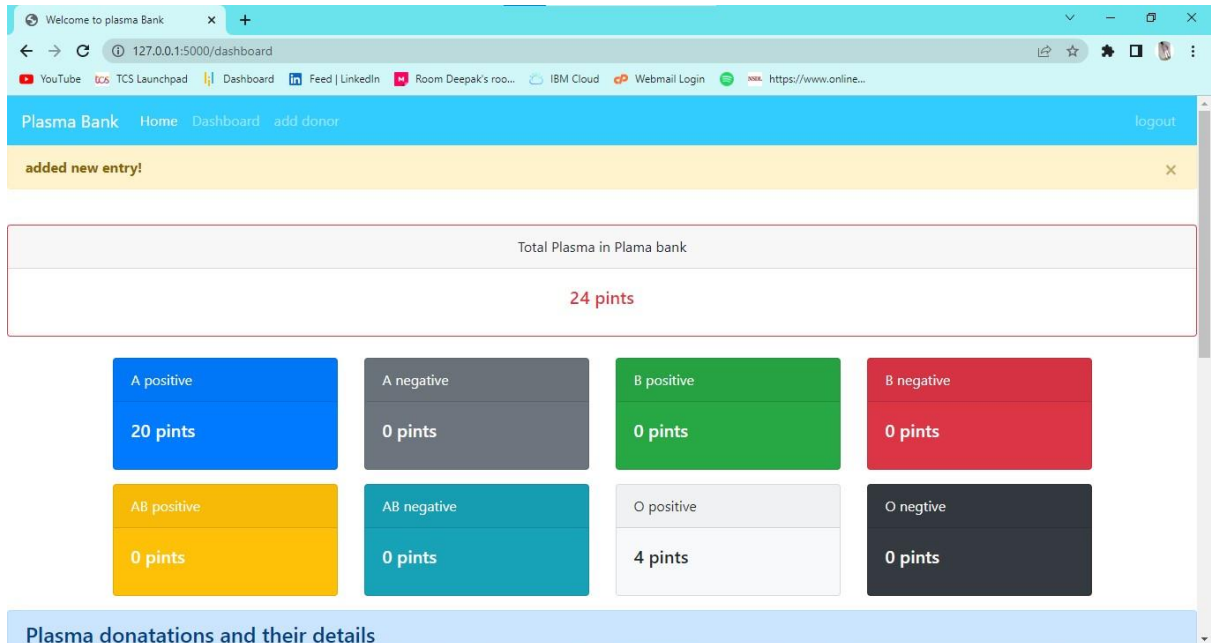 Welcome to plasma Bank
127.0.0.1:5000/dashboard
YouTube tcs TCS Launchpad Dashboard in Feed | LinkedIn M Room Deepak's roo... IBM Cloud cP Webmail Login https://www.online...
Plasma Bank Home Dashboard add donor logout
added new entry! ×
Total Plasma in Plama bank
24 pints
A positive
20 pints
A negative
0 pints
B positive
0 pints
B negative
0 pints
AB positive
0 pints
AB negative
0 pints
O positive
4 pints
O negtive
0 pints
Plasma donatations and their details